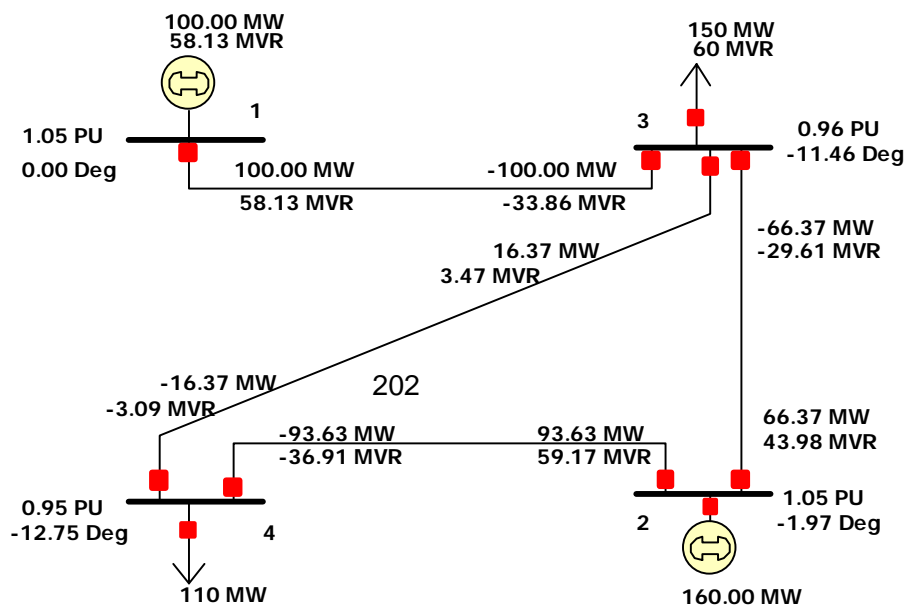 100.00 MW
58.13 MVR
150 MW
60 MVR
1
3
1.05 PU
0.00 Deg
0.96 PU
-11.46 Deg
100.00 MW
-100.00 MW
58.13 MVR
-33.86 MVR
-66.37 MW
-29.61 MVR
16.37 MW
3.47 MVR
-16.37 MW
202
-3.09 MVR
-93.63 MW
93.63 MW
66.37 MW
-36.91 MVR
59.17 MVR
43.98 MVR
0.95 PU
-12.75 Deg
4
2
1.05 PU
-1.97 Deg
110 MW
160.00 MW